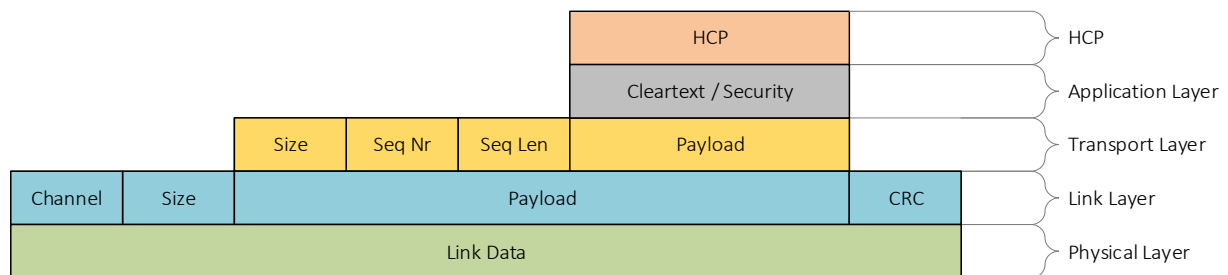 HCP HCP
Cleartext / Security Application Layer
Size Seq Nr Seq Len Payload Transport Layer
Channel Size Payload CRC Link Layer
Link Data Physical Layer